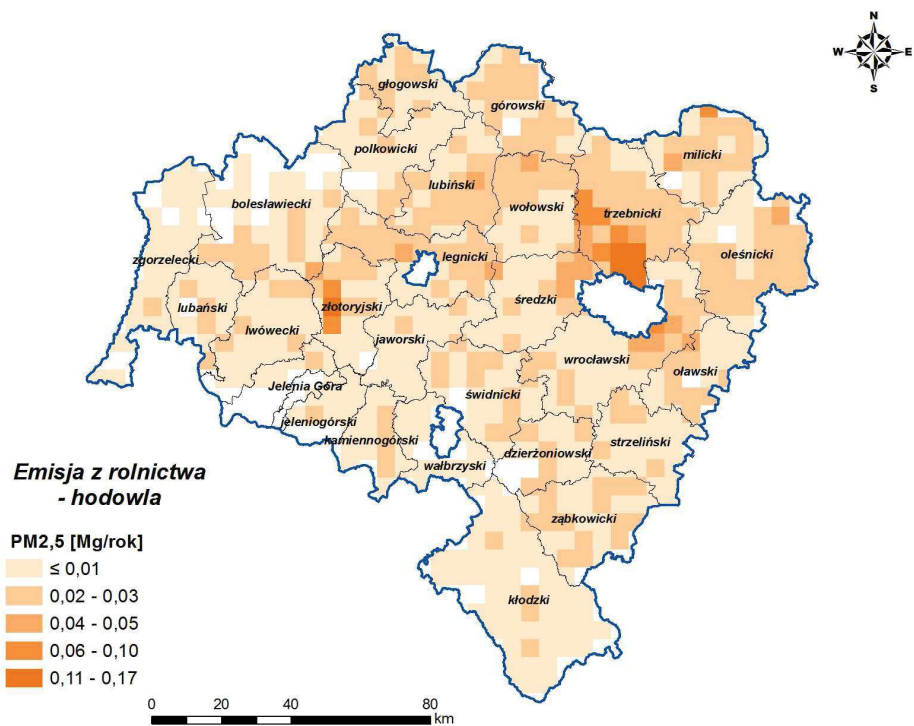 N
W E
S
głogowski
górowski
milicki
polkowicki
lubiński
bolesławiecki
wołowski
trzebnicki
oleśnicki
zgorzelecki
legnicki
lubański
złotoryjski
średzki
lwówecki
jaworski
wrocławski
oławski
Jelenia Góra
świdnicki
jeleniogórski
kamiennogórski
strzeliński
dzierżoniowski
wałbrzyski
ząbkowicki
kłodzki
Emisja z rolnictwa
- hodowla
PM2,5 [Mg/rok]
≤ 0,01
0,02 - 0,03
0,04 - 0,05
0,06 - 0,10
0,11 - 0,17
0 20 40 60 80
km